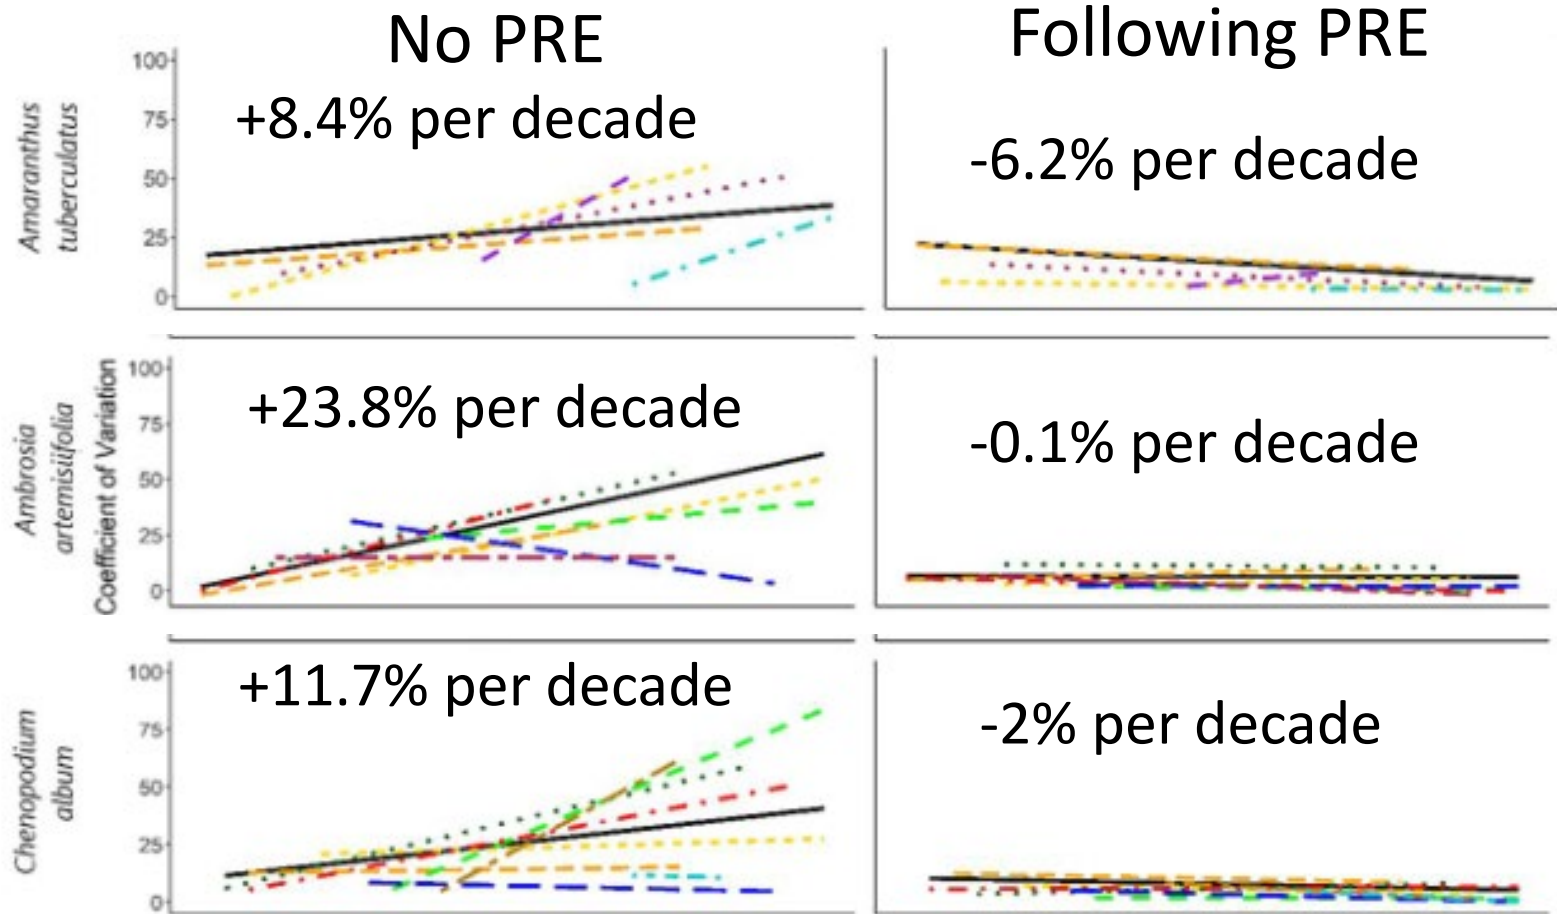 No PRE
Following PRE
Amaranthus
tuberculatus
100
75
50
25
0
+8.4% per decade
-6.2% per decade
Coefficient of Variation
Ambrosia
artemisiifolia
100
75
50
25
0
+23.8% per decade
-0.1% per decade
Chenopodium
album
100
75
50
25
0
+11.7% per decade
-2% per decade